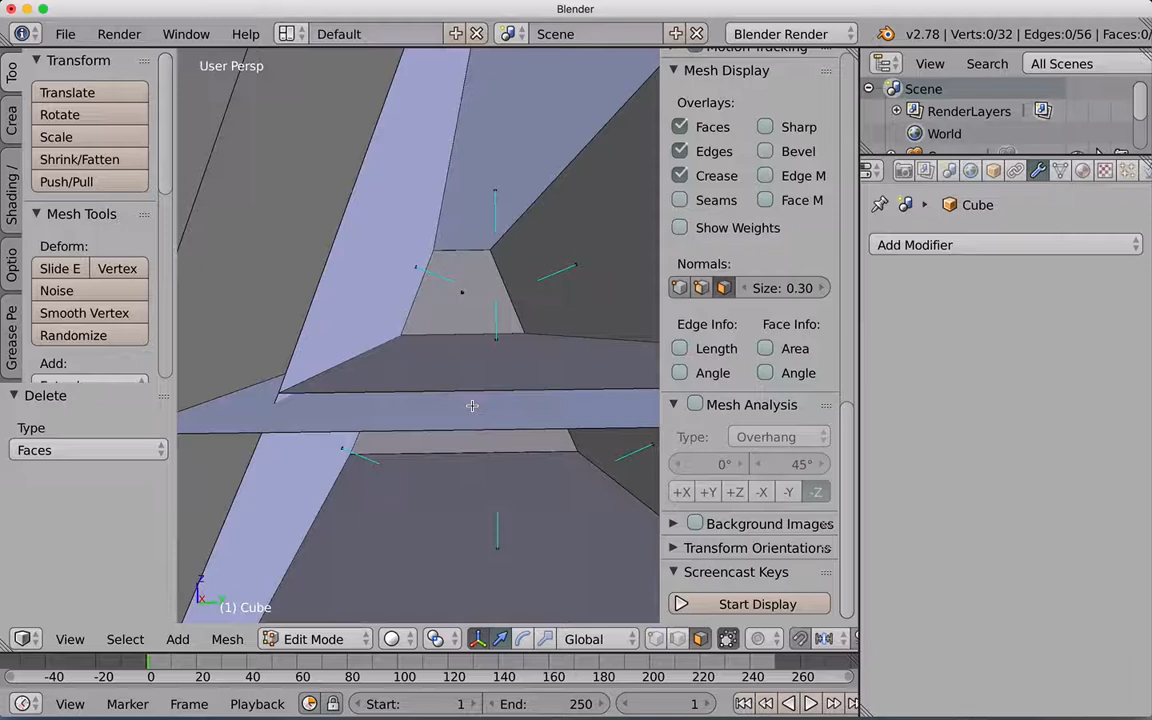 Blender
File Render Window Help Default Scene Blender Render v2.78 | Verts:0/32 | Edges:0/56 | Faces:0/
Transform
Translate
Rotate
Scale
Shrink/Fatten
Push/Pull
Mesh Tools
Deform:
Slide E Vertex
Noise
Smooth Vertex
Randomize
Add:
Delete
Type
Faces
Too
Crea
Shading /
Optio
Grease Pe
User Persp
(1) Cube
Z
X
Mesh Display
Overlays:
Faces Sharp
Edges Bevel
Crease Edge M
Seams Face M
Show Weights
Normals:
Size: 0.30
Edge Info: Face Info:
Length Area
Angle Angle
Mesh Analysis
Type: Overhang
0° 45°
+X +Y +Z -X -Y -Z
Background Images
Transform Orientations
Screencast Keys
Start Display
View Search All Scenes
Scene
RenderLayers
World
Cube
Add Modifier
View Select Add Mesh Edit Mode Global
-40 -20 0 20 40 60 80 100 120 140 160 180 200 220 240 260
View Marker Frame Playback Start: 1 End: 250 1